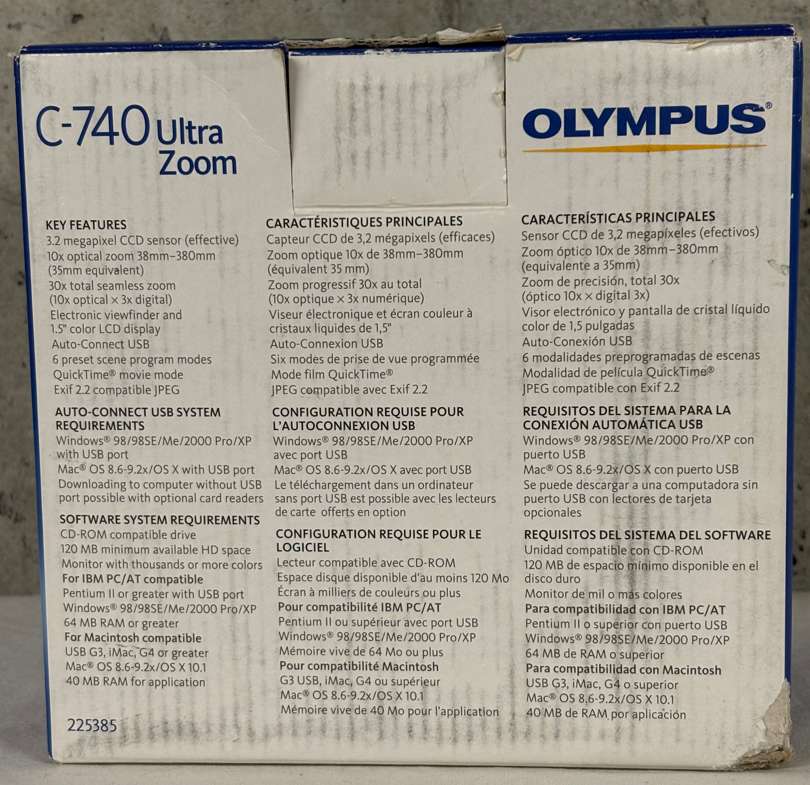 C-740 Ultra
Zoom
OLYMPUS®
KEY FEATURES
3.2 megapixel CCD sensor (effective)
10x optical zoom 38mm–380mm
(35mm equivalent)
30x total seamless zoom
(10x optical × 3x digital)
Electronic viewfinder and
1.5" color LCD display
Auto-Connect USB
6 preset scene program modes
QuickTime® movie mode
Exif 2.2 compatible JPEG
AUTO-CONNECT USB SYSTEM
REQUIREMENTS
Windows® 98/98SE/Me/2000 Pro/XP
with USB port
Mac® OS 8.6-9.2x/OS X with USB port
Downloading to computer without USB
port possible with optional card readers
SOFTWARE SYSTEM REQUIREMENTS
CD-ROM compatible drive
120 MB minimum available HD space
Monitor with thousands or more colors
For IBM PC/AT compatible
Pentium II or greater with USB port
Windows® 98/98SE/Me/2000 Pro/XP
64 MB RAM or greater
For Macintosh compatible
USB G3, iMac, G4 or greater
Mac® OS 8.6-9.2x/OS X 10.1
40 MB RAM for application
225385
CARACTÉRISTIQUES PRINCIPALES
Capteur CCD de 3,2 mégapixels (efficaces)
Zoom optique 10x de 38mm–380mm
(équivalent 35 mm)
Zoom progressif 30x au total
(10x optique × 3x numérique)
Viseur électronique et écran couleur à
cristaux liquides de 1,5"
Auto-Connexion USB
Six modes de prise de vue programmée
Mode film QuickTime®
JPEG compatible avec Exif 2.2
CONFIGURATION REQUISE POUR
L'AUTOCONNEXION USB
Windows® 98/98SE/Me/2000 Pro/XP
avec port USB
Mac® OS 8.6-9.2x/OS X avec port USB
Le téléchargement dans un ordinateur
sans port USB est possible avec les lecteurs
de carte offerts en option
CONFIGURATION REQUISE POUR LE
LOGICIEL
Lecteur compatible avec CD-ROM
Espace disque disponible d'au moins 120 Mo
Écran à milliers de couleurs ou plus
Pour compatibilité IBM PC/AT
Pentium II ou supérieur avec port USB
Windows® 98/98SE/Me/2000 Pro/XP
Mémoire vive de 64 Mo ou plus
Pour compatibilité Macintosh
G3 USB, iMac, G4 ou supérieur
Mac® OS 8.6-9.2x/OS X 10.1
Mémoire vive de 40 Mo pour l'application
CARACTERÍSTICAS PRINCIPALES
Sensor CCD de 3,2 megapíxeles (efectivos)
Zoom óptico 10x de 38mm–380mm
(equivalente a 35mm)
Zoom de precisión, total 30x
(óptico 10x × digital 3x)
Visor electrónico y pantalla de cristal líquido
color de 1,5 pulgadas
Auto-Conexión USB
6 modalidades preprogramadas de escenas
Modalidad de película QuickTime®
JPEG compatible con Exif 2.2
REQUISITOS DEL SISTEMA PARA LA
CONEXIÓN AUTOMÁTICA USB
Windows® 98/98SE/Me/2000 Pro/XP con
puerto USB
Mac® OS 8.6-9.2x/OS X con puerto USB
Se puede descargar a una computadora sin
puerto USB con lectores de tarjeta
opcionales
REQUISITOS DEL SISTEMA DEL SOFTWARE
Unidad compatible con CD-ROM
120 MB de espacio mínimo disponible en el
disco duro
Monitor de mil o más colores
Para compatibilidad con IBM PC/AT
Pentium II o superior con puerto USB
Windows® 98/98SE/Me/2000 Pro/XP
64 MB de RAM o superior
Para compatibilidad con Macintosh
USB G3, iMac, G4 o superior
Mac® OS 8,6-9.2x/OS X 10.1
40 MB de RAM por aplicación